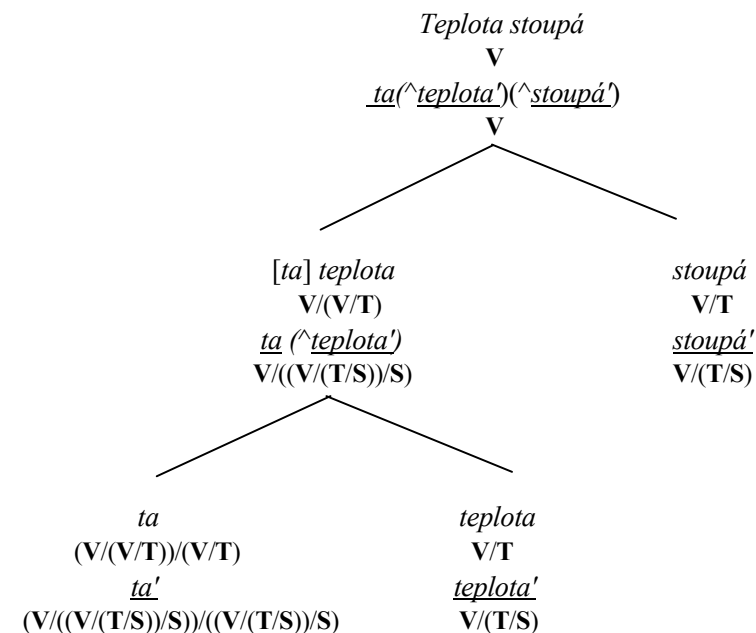 Teplota stoupá
V
ta(^teplota')(^stoupá')
V
[ta] teplota stoupá
V/(V/T) V/T
ta (^teplota') stoupá'
V/((V/(T/S))/S) V/(T/S)
ta teplota
(V/(V/T))/(V/T) V/T
ta' teplota'
(V/((V/(T/S))/S))/((V/(T/S))/S) V/(T/S)